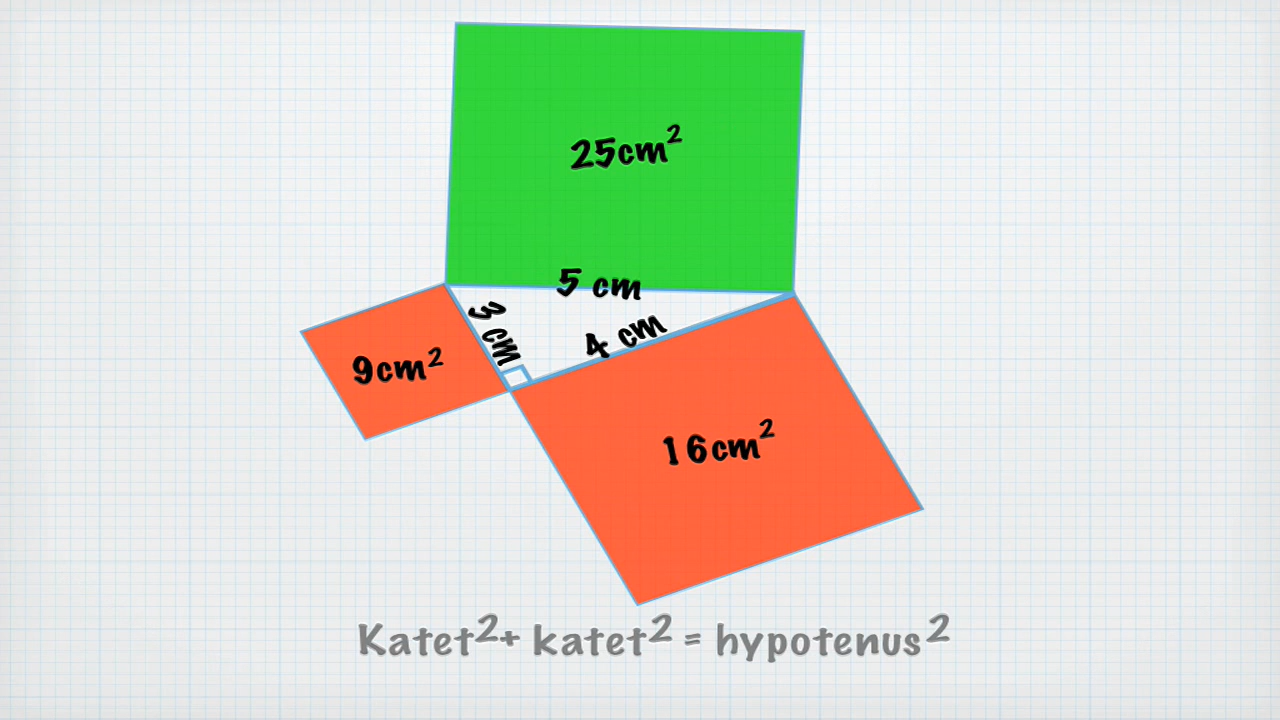 25cm²
5 cm
3 cm
4 cm
9cm²
16cm²
Katet²+ katet² = hypotenus²